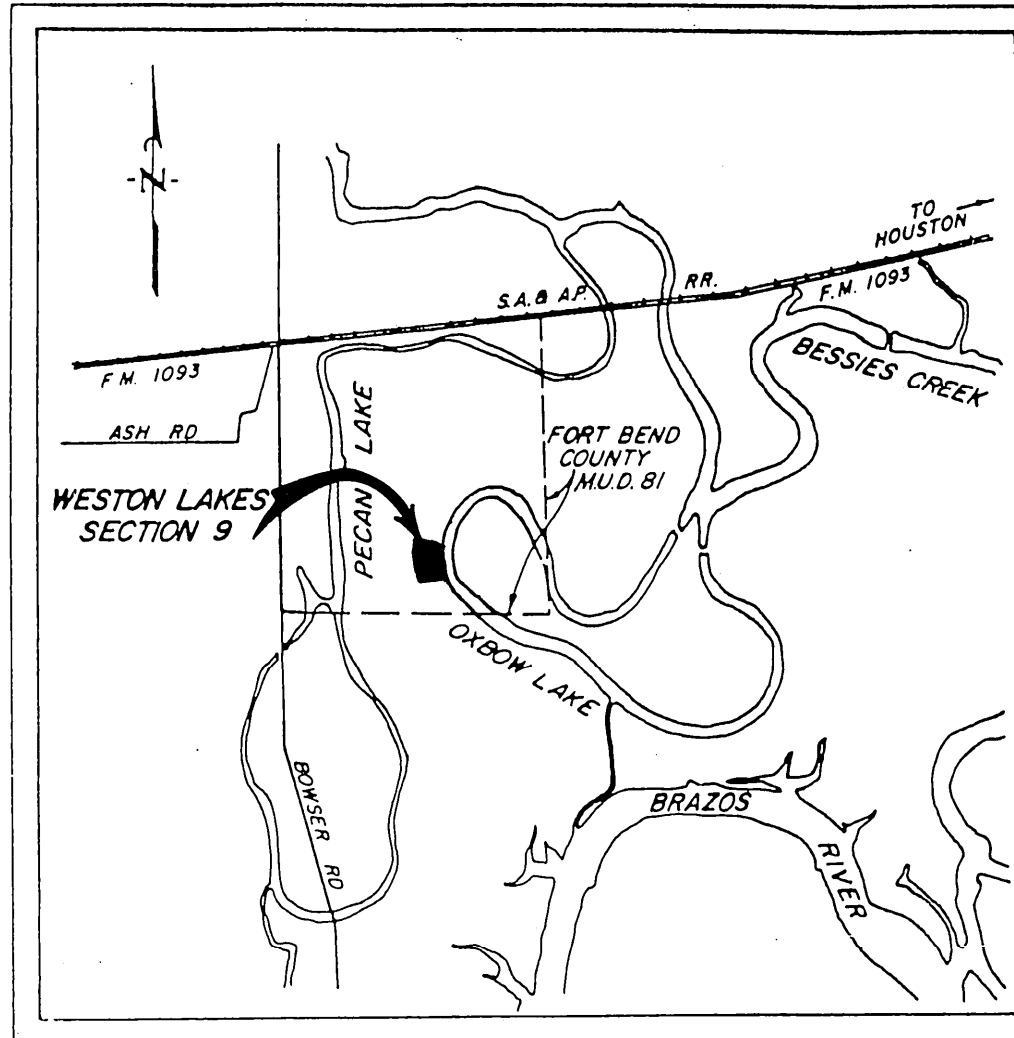 -N-
TO
HOUSTON
S.A. & A.P. RR.
F.M. 1093
F.M. 1093
BESSIES CREEK
ASH RD
PECAN LAKE
FORT BEND
COUNTY
M.U.D. 81
WESTON LAKES
SECTION 9
OXBOW LAKE
BOWSER RD
BRAZOS
RIVER